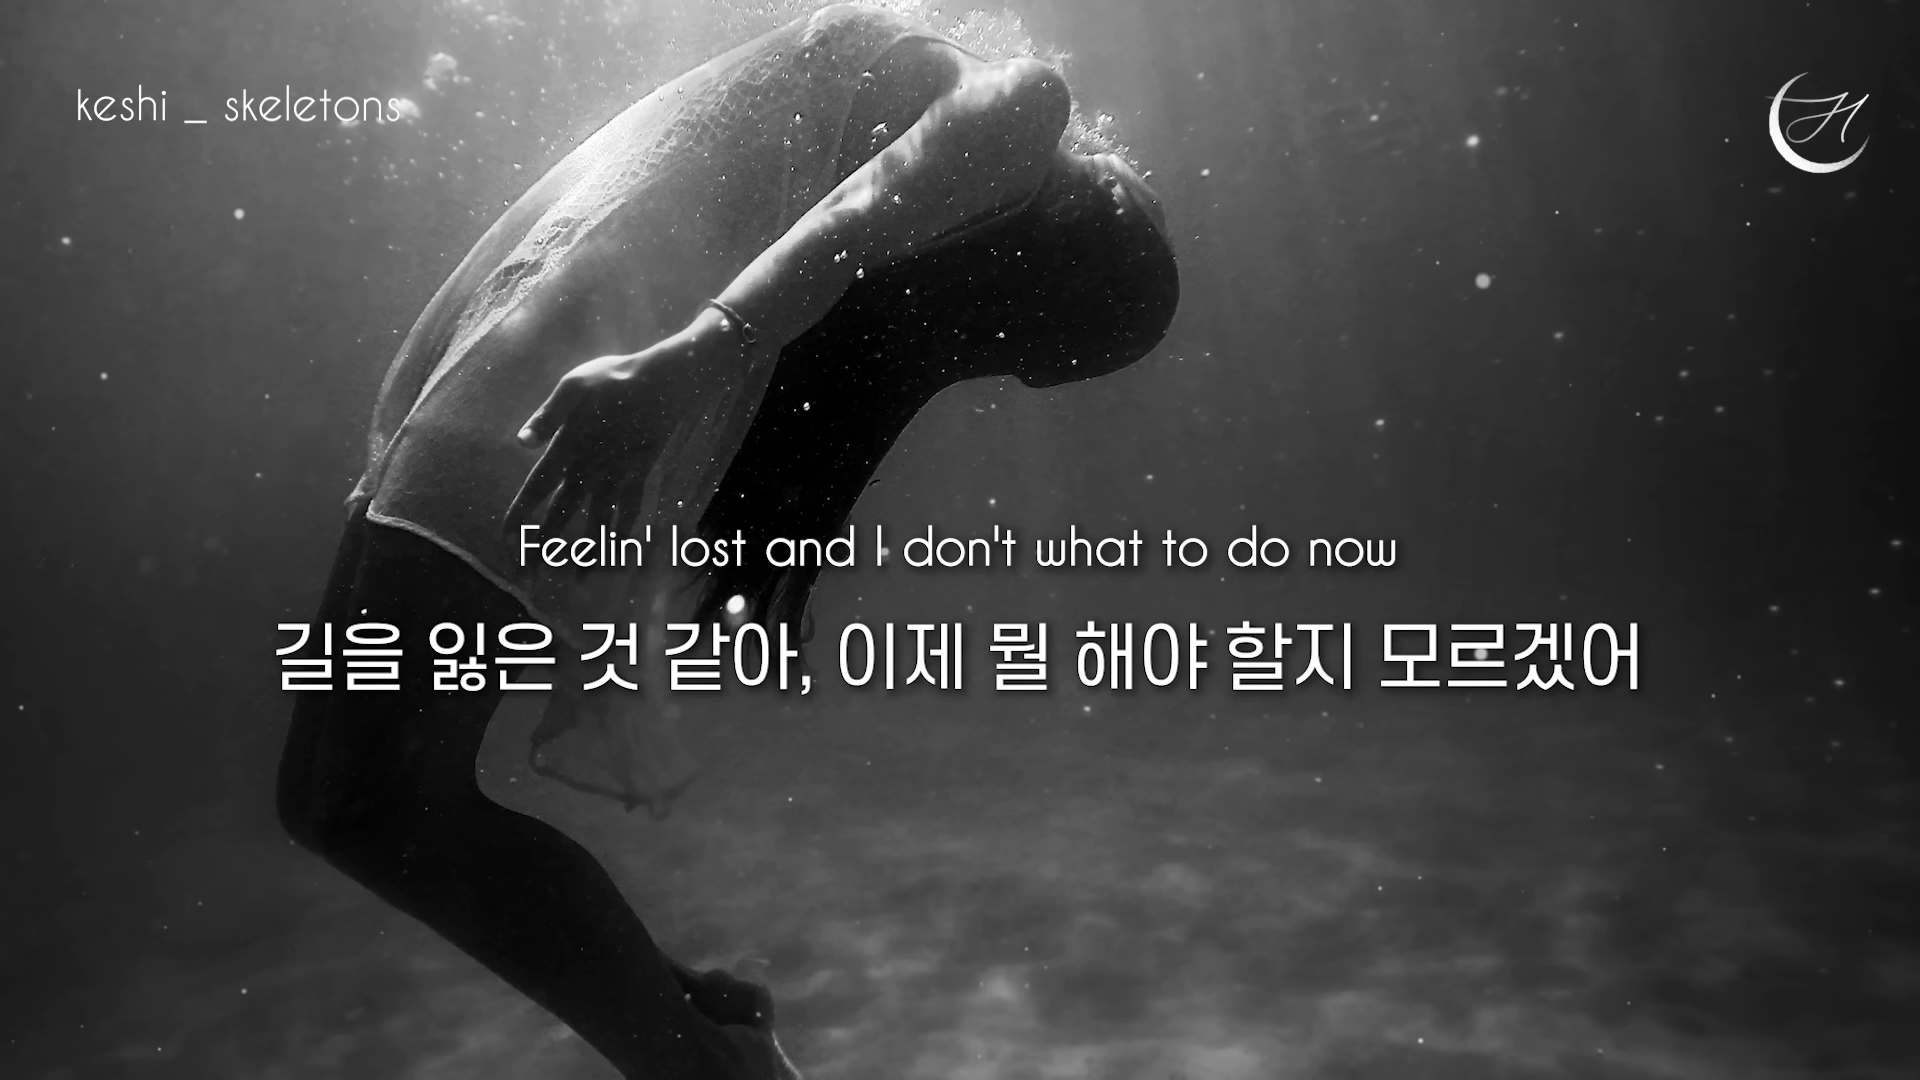 keshi _ skeletons
H
Feelin' lost and I don't what to do now
길을 잃은 것 같아, 이제 뭘 해야 할지 모르겠어